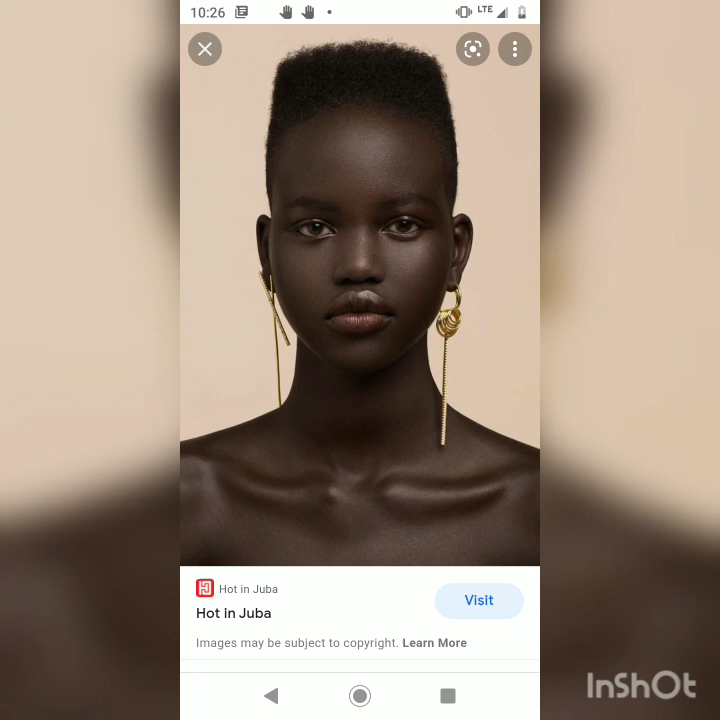 10:26
LTE
Hot in Juba
Hot in Juba
Visit
Images may be subject to copyright. Learn More
InShOt